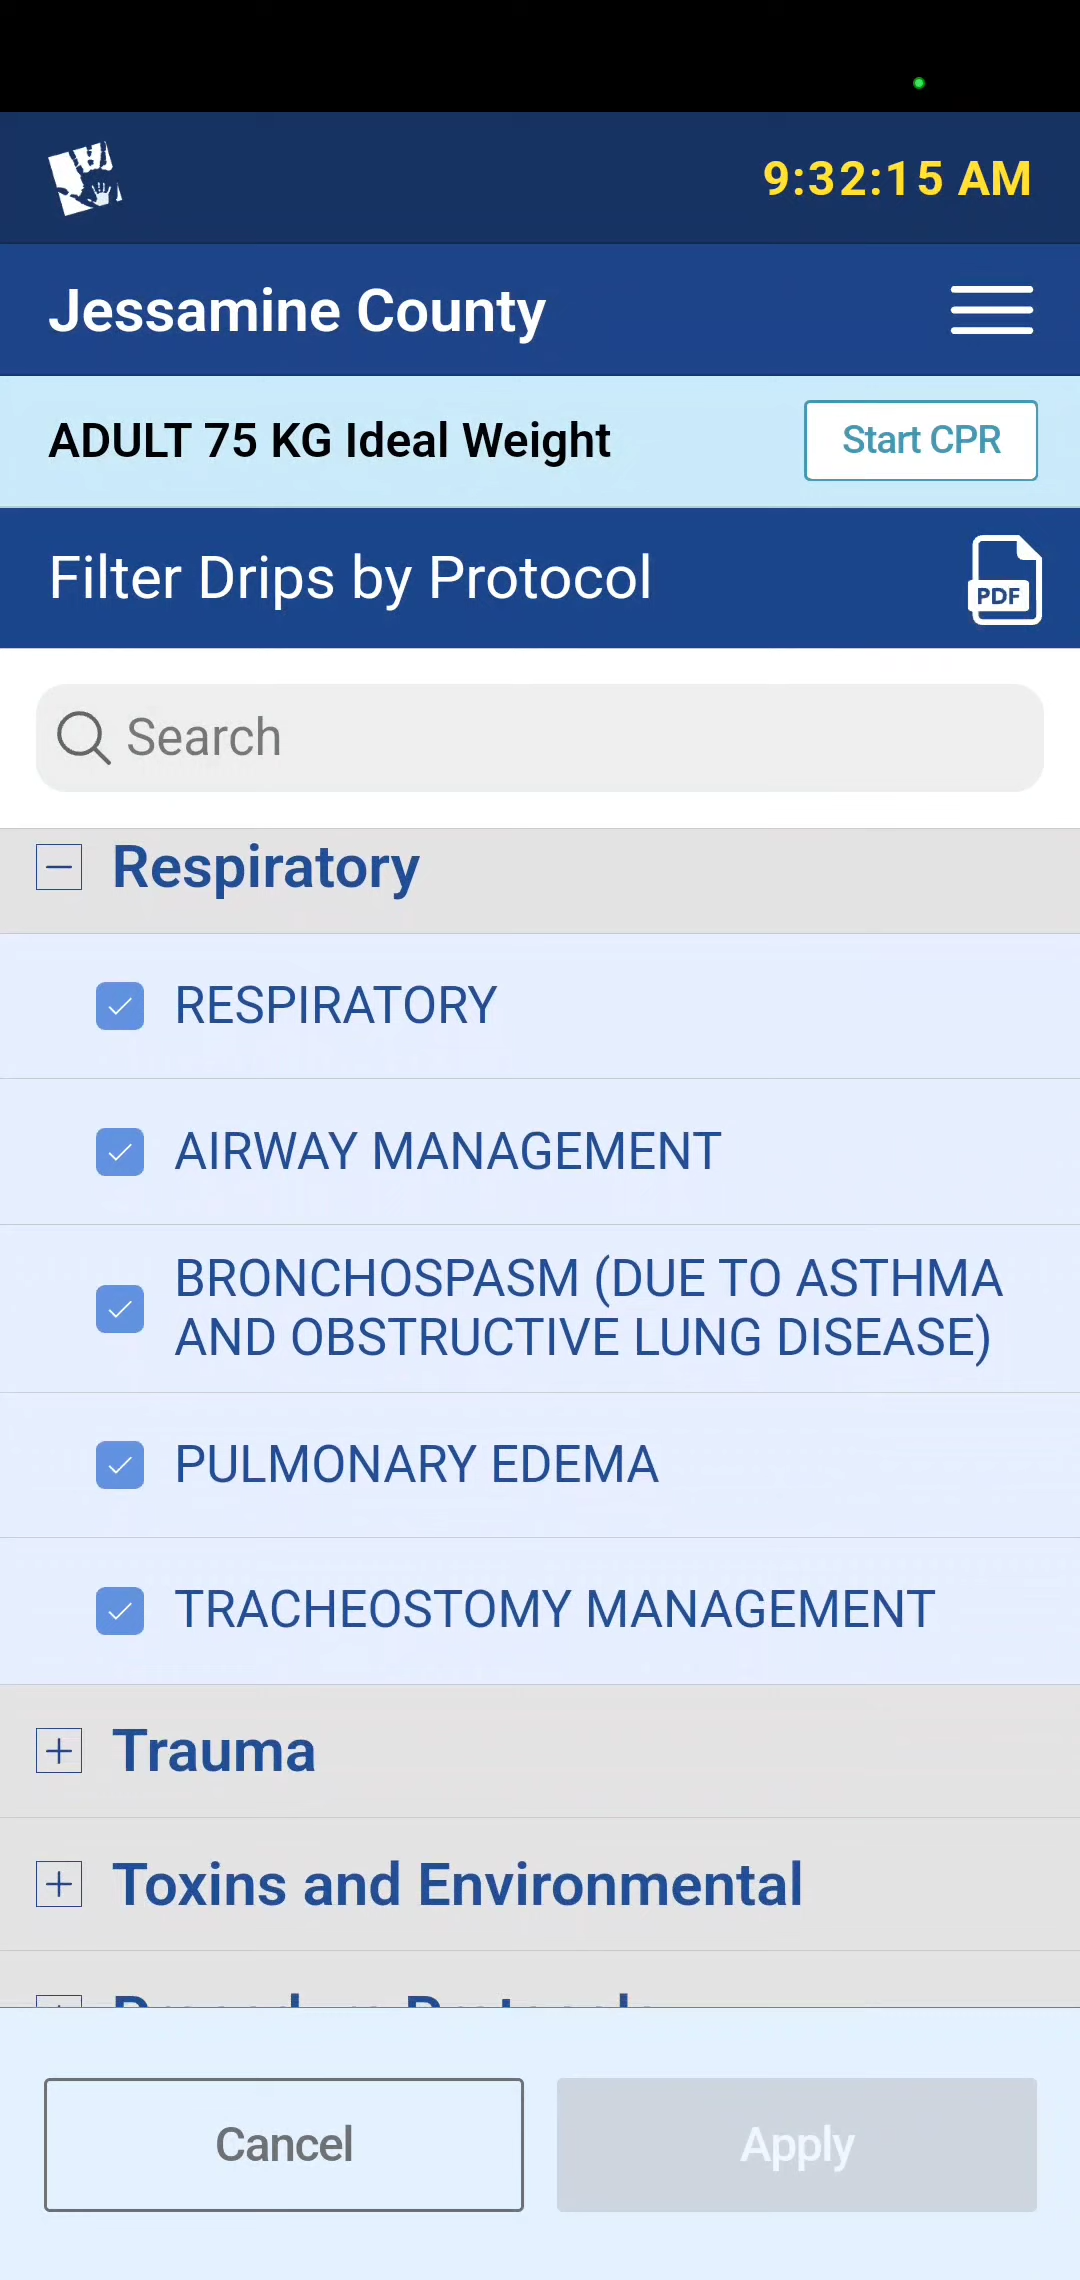 9:32:15 AM
Jessamine County
ADULT 75 KG Ideal Weight
Start CPR
Filter Drips by Protocol
PDF
Search
Respiratory
RESPIRATORY
AIRWAY MANAGEMENT
BRONCHOSPASM (DUE TO ASTHMA
AND OBSTRUCTIVE LUNG DISEASE)
PULMONARY EDEMA
TRACHEOSTOMY MANAGEMENT
Trauma
Toxins and Environmental
Cancel
Apply